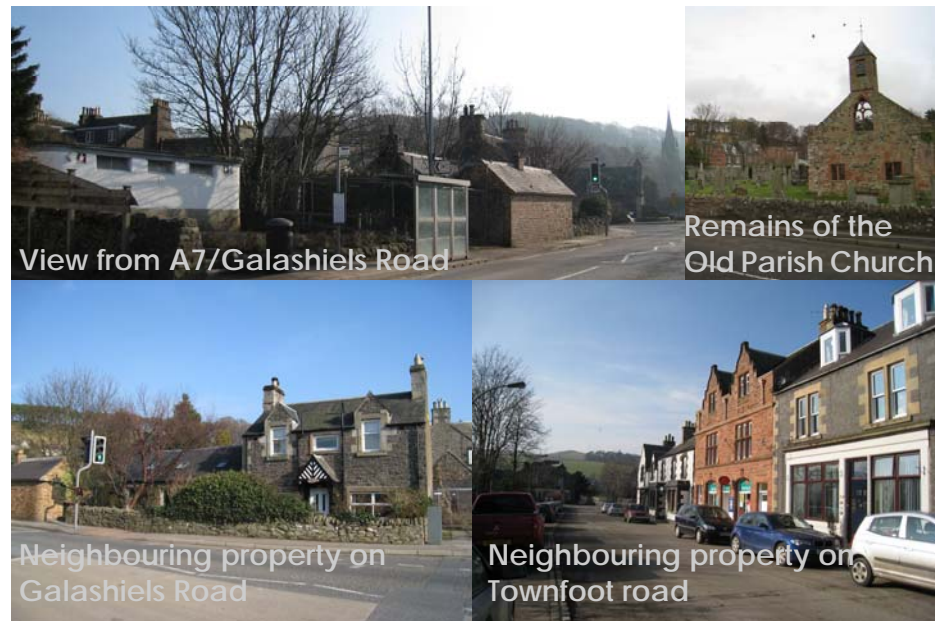 View from A7/Galashiels Road
Remains of the
Old Parish Church
Neighbouring property on
Galashiels Road
Neighbouring property on
Townfoot road